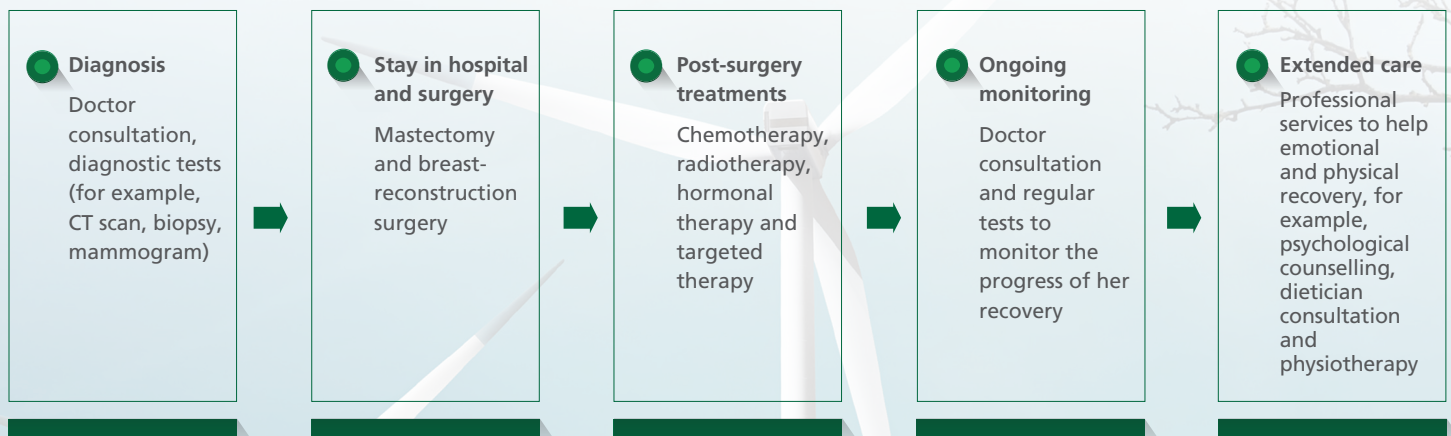 Diagnosis
Doctor
consultation,
diagnostic tests
(for example,
CT scan, biopsy,
mammogram)
Stay in hospital
and surgery
Mastectomy
and breast-
reconstruction
surgery
Post-surgery
treatments
Chemotherapy,
radiotherapy,
hormonal
therapy and
targeted
therapy
Ongoing
monitoring
Doctor
consultation
and regular
tests to
monitor the
progress of her
recovery
Extended care
Professional
services to help
emotional
and physical
recovery, for
example,
psychological
counselling,
dietician
consultation
and
physiotherapy